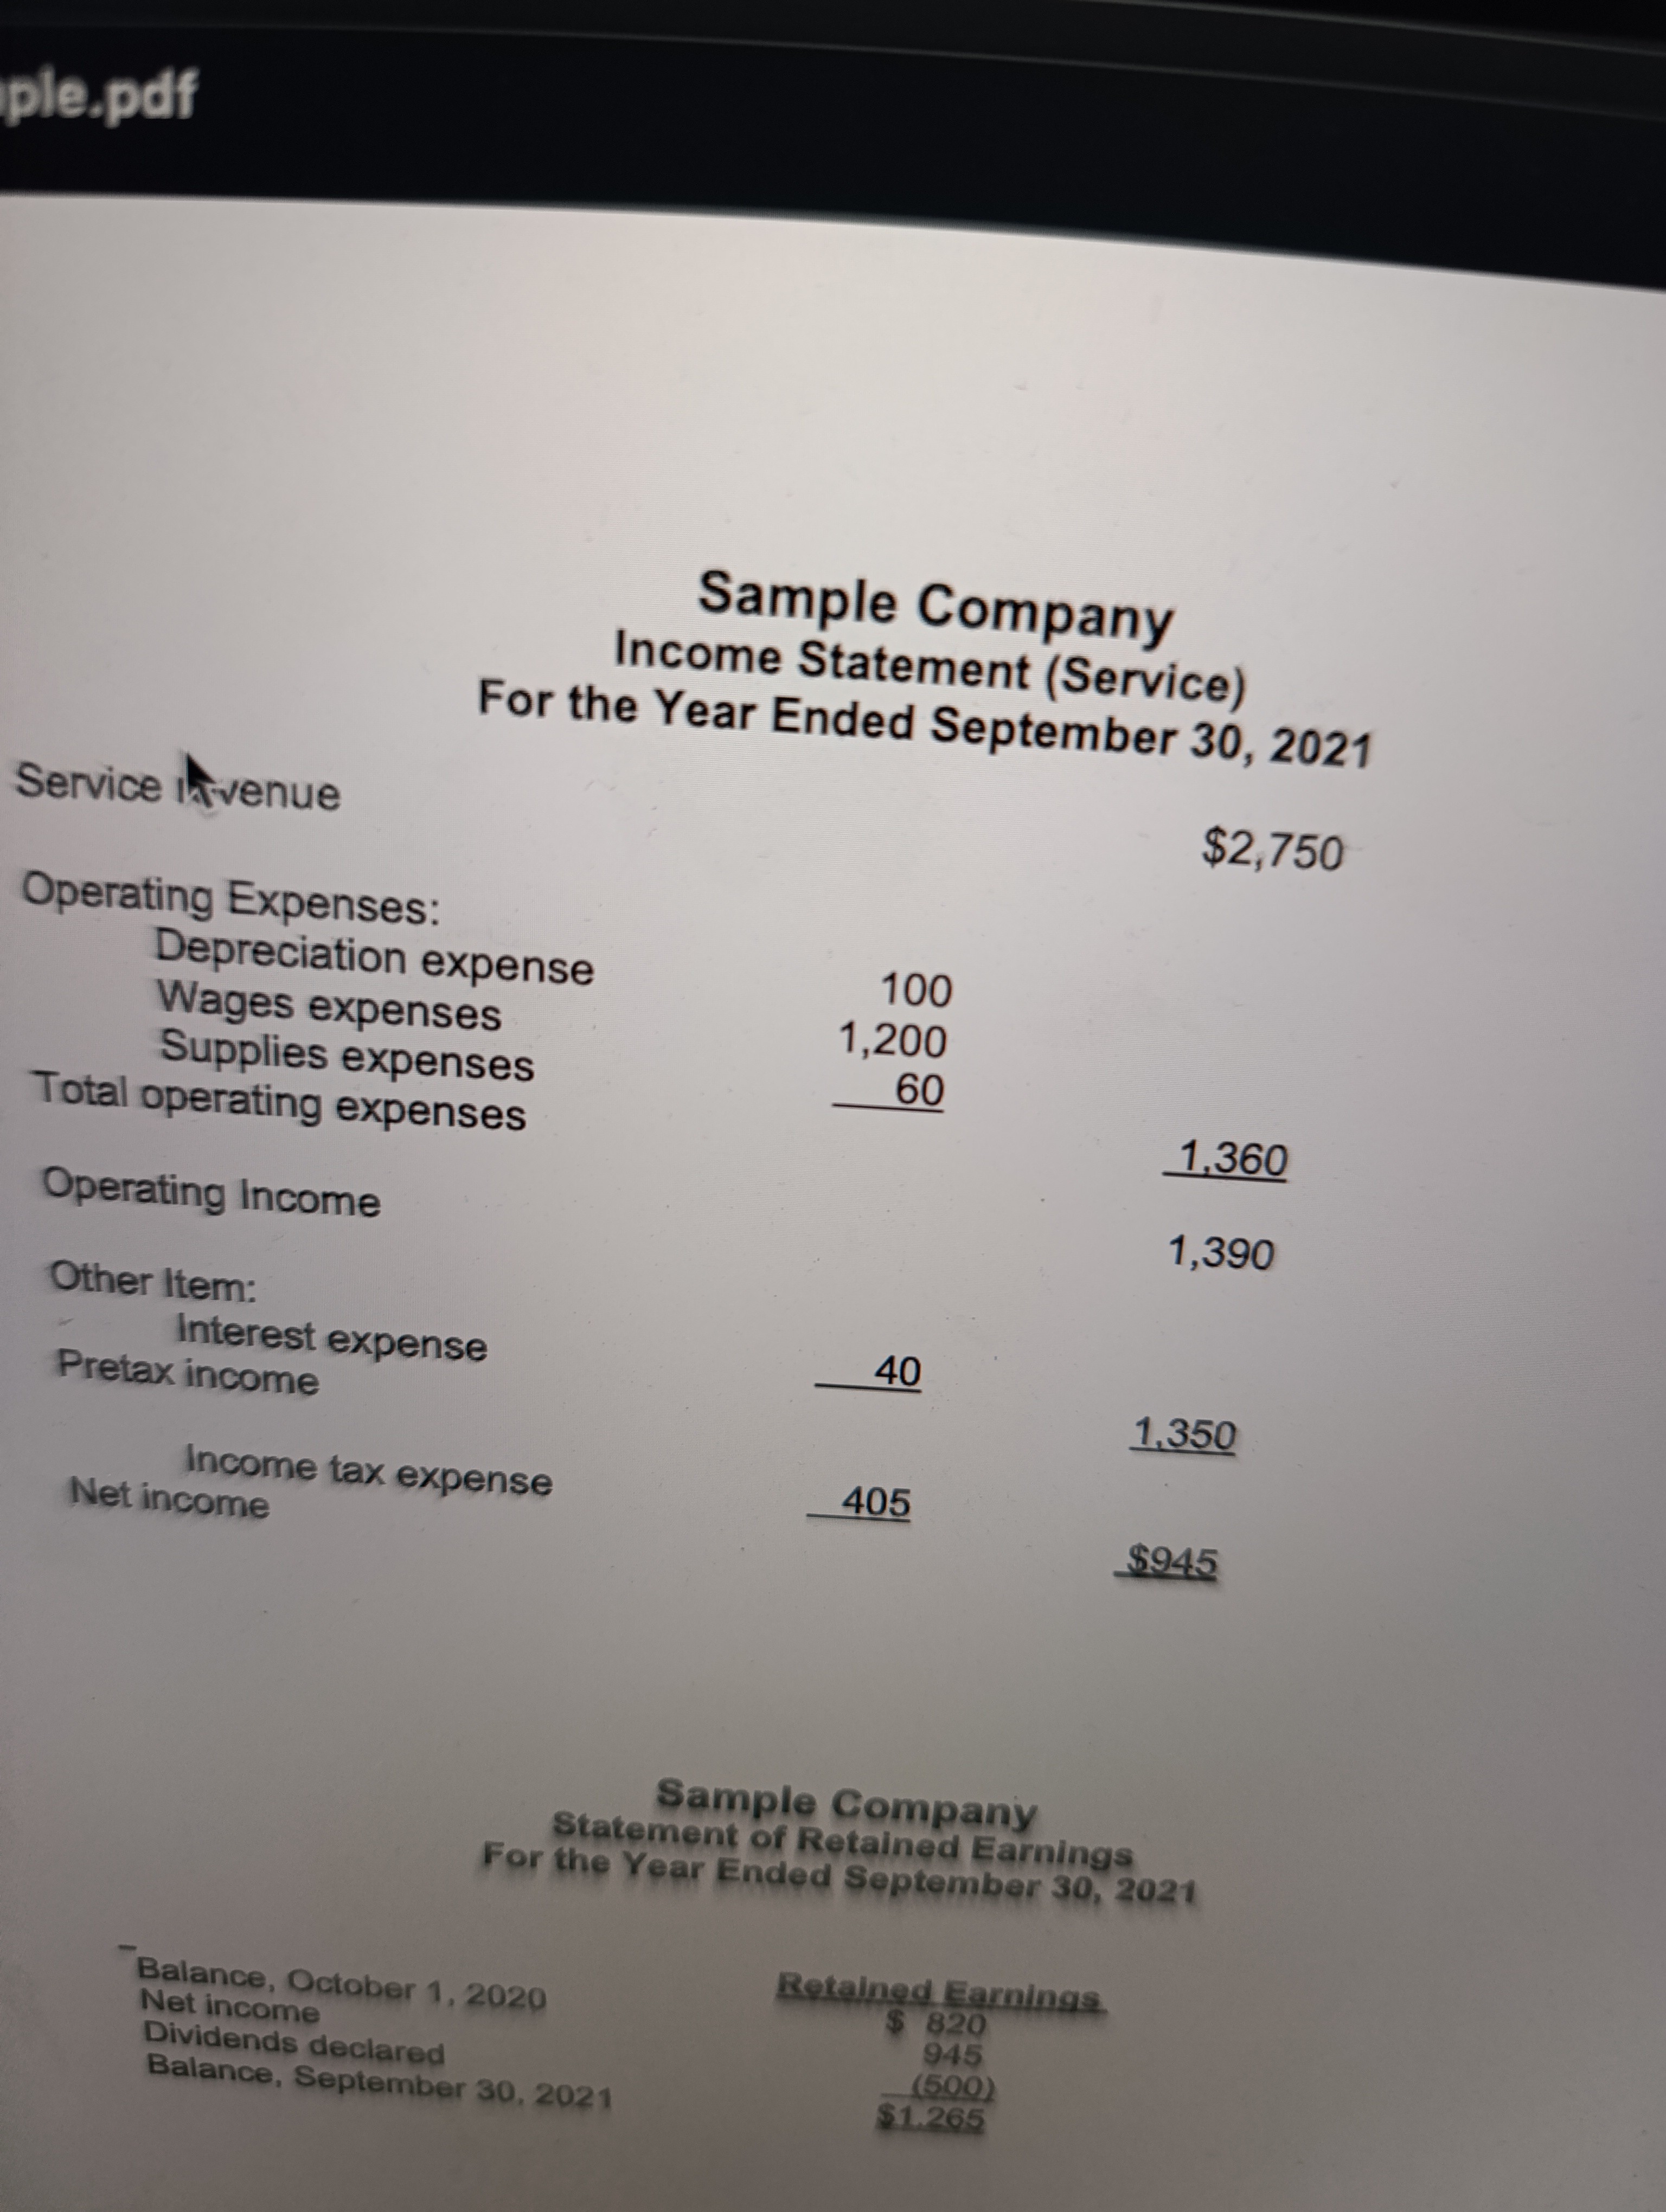 ple.pdf
Sample Company
Income Statement (Service)
For the Year Ended September 30, 2021
Service revenue $2,750
Operating Expenses:
Depreciation expense 100
Wages expenses 1,200
Supplies expenses 60
Total operating expenses 1,360
Operating Income 1,390
Other Item:
Interest expense 40
Pretax income 1,350
Income tax expense 405
Net income $945
Sample Company
Statement of Retained Earnings
For the Year Ended September 30, 2021
Retained Earnings
Balance, October 1, 2020 $ 820
Net income 945
Dividends declared (500)
Balance, September 30, 2021 $1,265